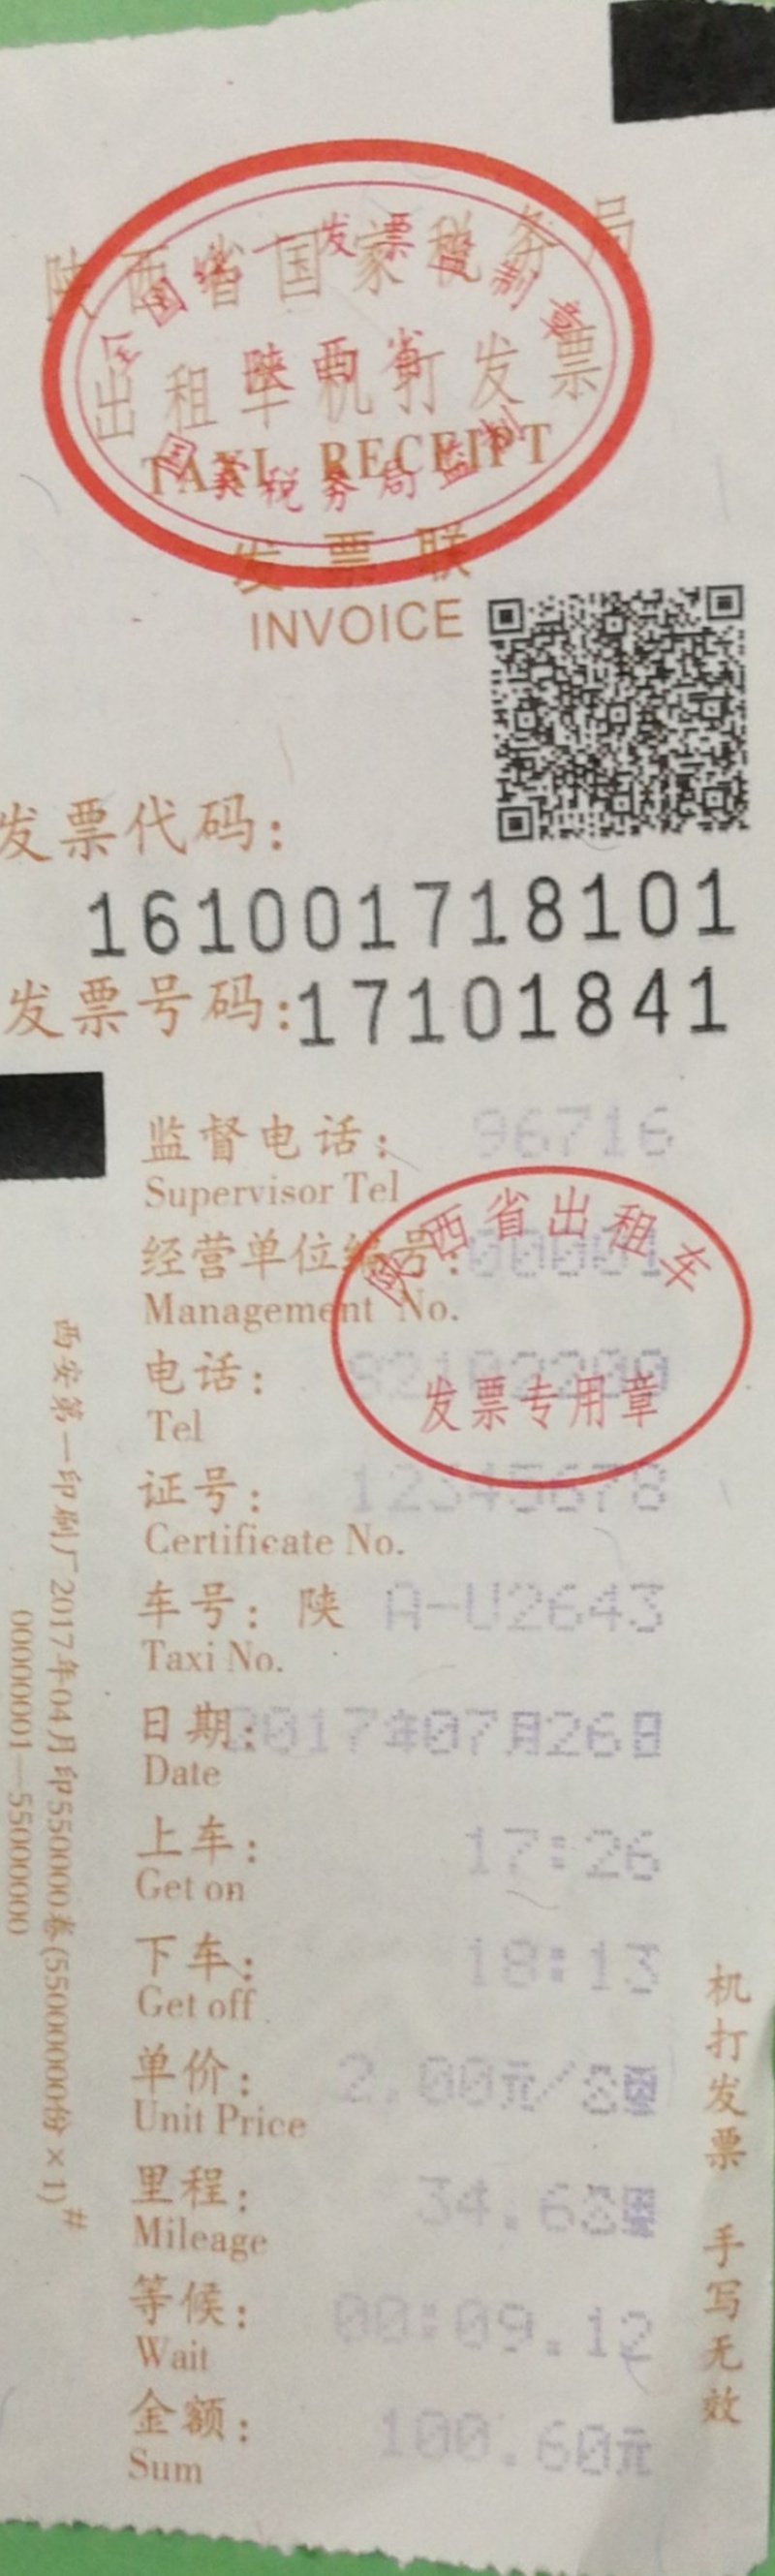 陕西省国家税务局
全国统一发票监制章
陕西省
国家税务局监制
出租车机打发票
TAXI RECEIPT
发票联
INVOICE
发票代码:
161001718101
发票号码:17101841
监督电话: 96716
Supervisor Tel
经营单位编号:00001
Management No.
陕西省出租车
发票专用章
电话:
Tel
证号: 12345678
Certificate No.
车号: 陕 A-U2643
Taxi No.
日期:2017年07月26日
Date
上车: 17:26
Get on
下车: 18:13
Get off
单价: 2.00元/公里
Unit Price
里程: 34.6公里
Mileage
等候: 00:09.12
Wait
金额: 100.60元
Sum
西安第一印刷厂2017年04月印550000卷(55000000份×1)#
00000001—55000000
机打发票 手写无效